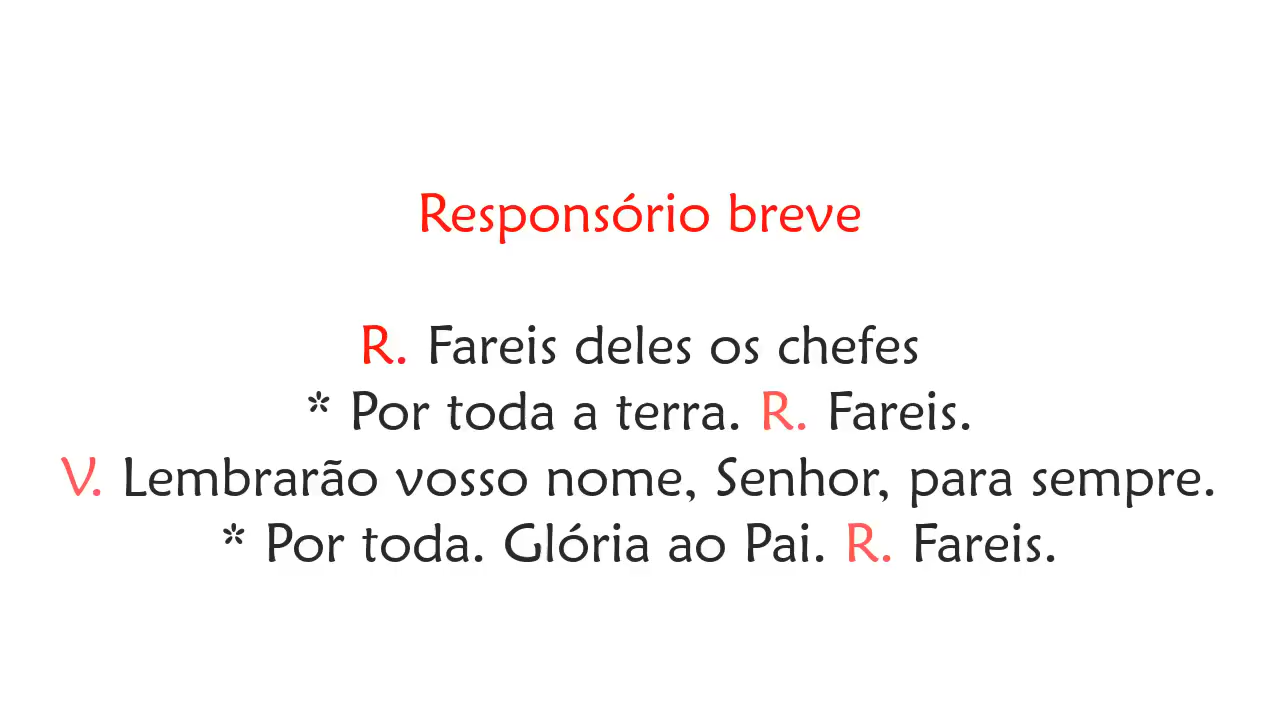 Responsório breve
R. Fareis deles os chefes
* Por toda a terra. R. Fareis.
V. Lembrarão vosso nome, Senhor, para sempre.
* Por toda. Glória ao Pai. R. Fareis.